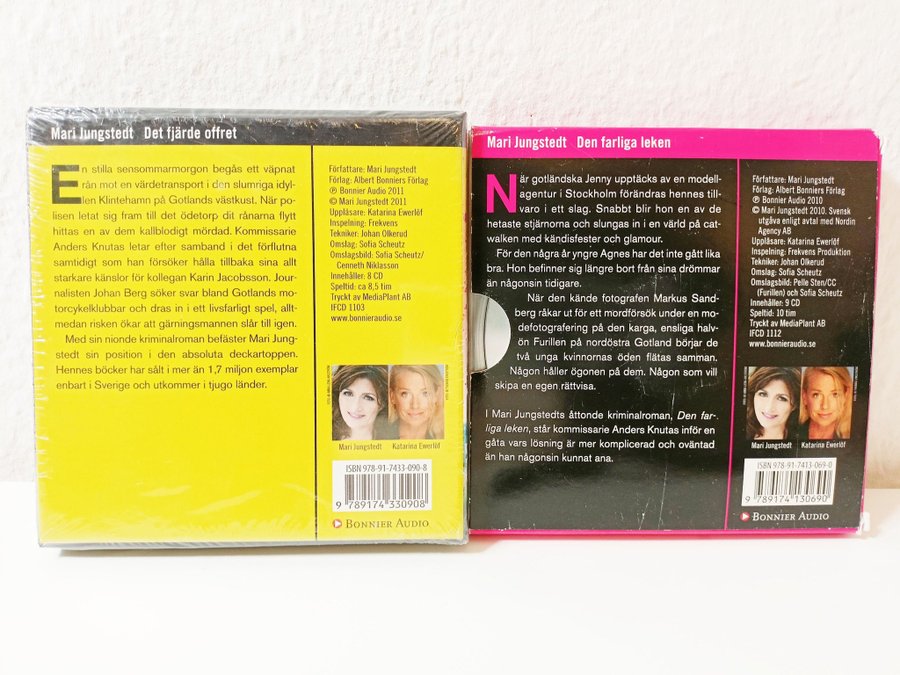 Mari Jungstedt Det fjärde offret
En stilla sensommarmorgon begås ett väpnat
rån mot en värdetransport i den slumriga idyl-
len Klintehamn på Gotlands västkust. När po-
lisen letat sig fram till det ödetorp dit rånarna flytt
hittas en av dem kallblodigt mördad. Kommissarie
Anders Knutas letar efter samband i det förflutna
samtidigt som han försöker hålla tillbaka sina allt
starkare känslor för kollegan Karin Jacobsson. Jour-
nalisten Johan Berg söker svar bland Gotlands mo-
torcykelklubbar och dras in i ett livsfarligt spel, allt-
medan risken ökar att gärningsmannen slår till igen.
Med sin nionde kriminalroman befäster Mari Jung-
stedt sin position i den absoluta deckartoppen.
Hennes böcker har sålt i mer än 1,7 miljon exemplar
enbart i Sverige och utkommer i tjugo länder.
Författare: Mari Jungstedt
Förlag: Albert Bonniers Förlag
℗ Bonnier Audio 2011
© Mari Jungstedt 2011
Uppläsare: Katarina Ewerlöf
Inspelning: Frekvens
Tekniker: Johan Olkerud
Omslag: Sofia Scheutz
Omslagsbild: Sofia Scheutz/
Cenneth Niklasson
Innehåller: 8 CD
Speltid: ca 8,5 tim
Tryckt av MediaPlant AB
IFCD 1103
www.bonnieraudio.se
Mari Jungstedt Katarina Ewerlöf
ISBN 978-91-7433-090-8
9 789174 330908
BONNIER AUDIO
Mari Jungstedt Den farliga leken
När gotländska Jenny upptäcks av en modell-
agentur i Stockholm förändras hennes till-
varo i ett slag. Snabbt blir hon en av de
hetaste stjärnorna och slungas in i en värld på cat-
walken med kändisfester och glamour.
För den några år yngre Agnes har det inte gått lika
bra. Hon befinner sig längre bort från sina drömmar
än någonsin tidigare.
När den kände fotografen Markus Sand-
berg råkar ut för ett mordförsök under en mo-
defotografering på den karga, ensliga halv-
ön Furillen på nordöstra Gotland börjar de
två unga kvinnornas öden flätas samman.
Någon håller ögonen på dem. Någon som vill
skipa en egen rättvisa.
I Mari Jungstedts åttonde kriminalroman, Den far-
liga leken, står kommissarie Anders Knutas inför en
gåta vars lösning är mer komplicerad och oväntad
än han någonsin kunnat ana.
Författare: Mari Jungstedt
Förlag: Albert Bonniers Förlag
℗ Bonnier Audio 2010
© Mari Jungstedt 2010. Svensk
utgåva enligt avtal med Nordin
Agency AB
Uppläsare: Katarina Ewerlöf
Inspelning: Frekvens Produktion
Tekniker: Johan Olkerud
Omslag: Sofia Scheutz
Omslagsbild: Pelle Sten/CC
(Furillen) och Sofia Scheutz
Innehåller: 9 CD
Speltid: 10 tim
Tryckt av MediaPlant AB
IFCD 1112
www.bonnieraudio.se
Mari Jungstedt Katarina Ewerlöf
ISBN 978-91-7413-069-0
9 789174 130690
BONNIER AUDIO